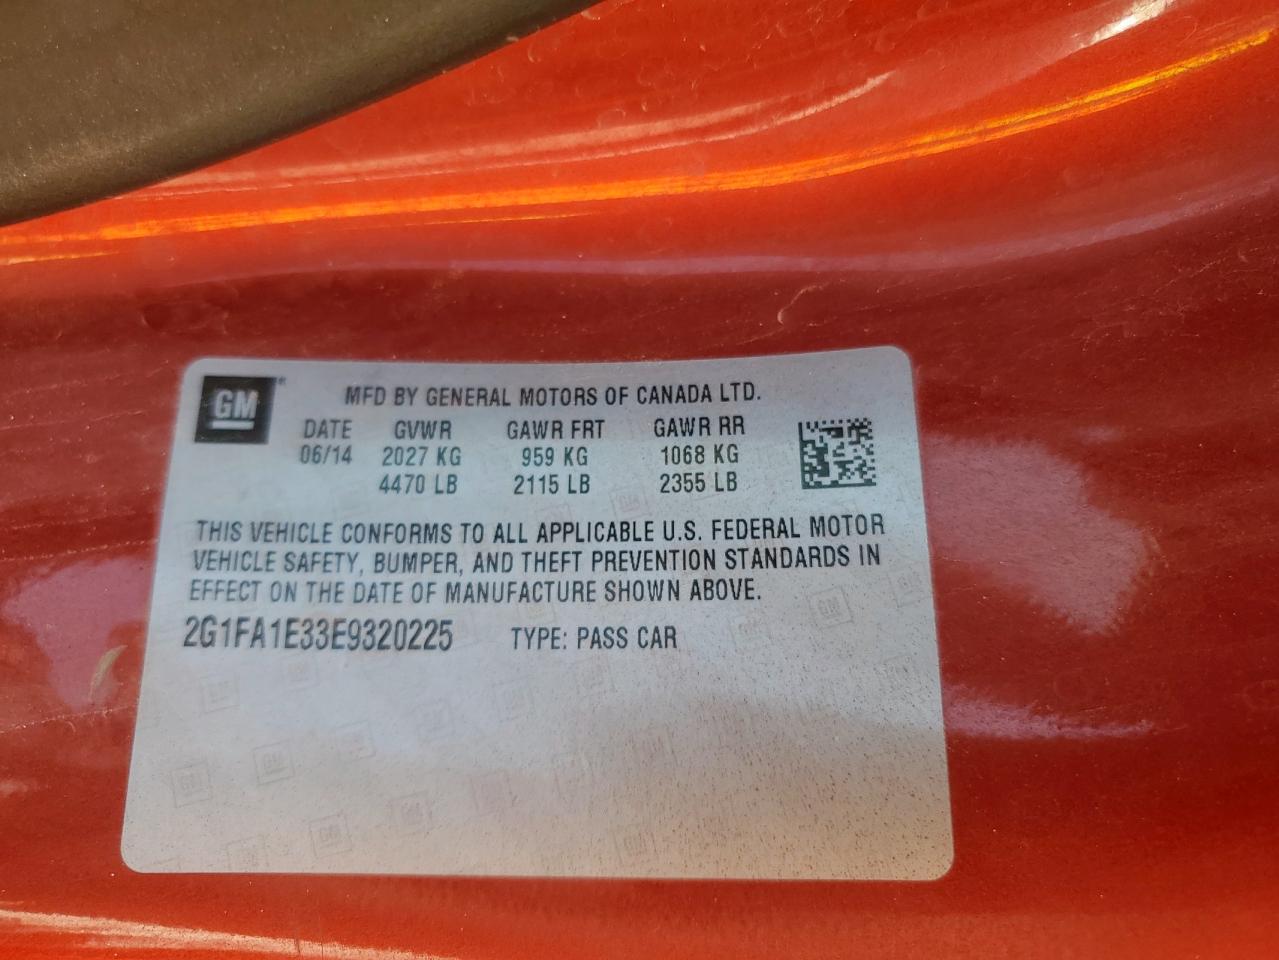 GM ® MFD BY GENERAL MOTORS OF CANADA LTD.
DATE GVWR GAWR FRT GAWR RR
06/14 2027 KG 959 KG 1068 KG
4470 LB 2115 LB 2355 LB
THIS VEHICLE CONFORMS TO ALL APPLICABLE U.S. FEDERAL MOTOR
VEHICLE SAFETY, BUMPER, AND THEFT PREVENTION STANDARDS IN
EFFECT ON THE DATE OF MANUFACTURE SHOWN ABOVE.
2G1FA1E33E9320225 TYPE: PASS CAR